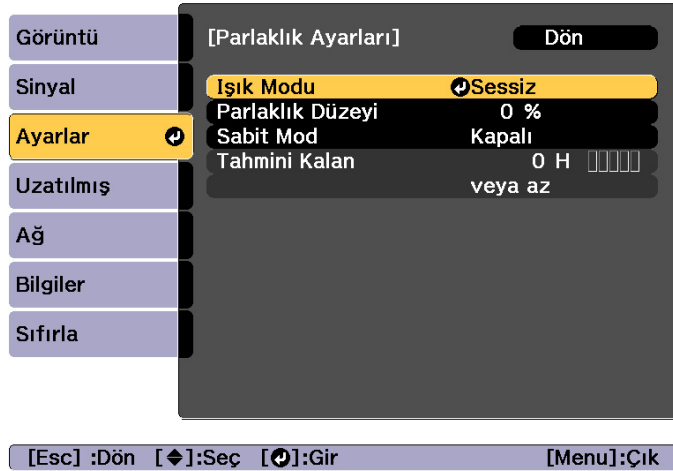 Görüntü
Sinyal
Ayarlar
Uzatılmış
Ağ
Bilgiler
Sıfırla
[Parlaklık Ayarları] Dön
Işık Modu Sessiz
Parlaklık Düzeyi 0 %
Sabit Mod Kapalı
Tahmini Kalan 0 H
veya az
[Esc] :Dön [◆]:Seç [↵]:Gir [Menu]:Çık